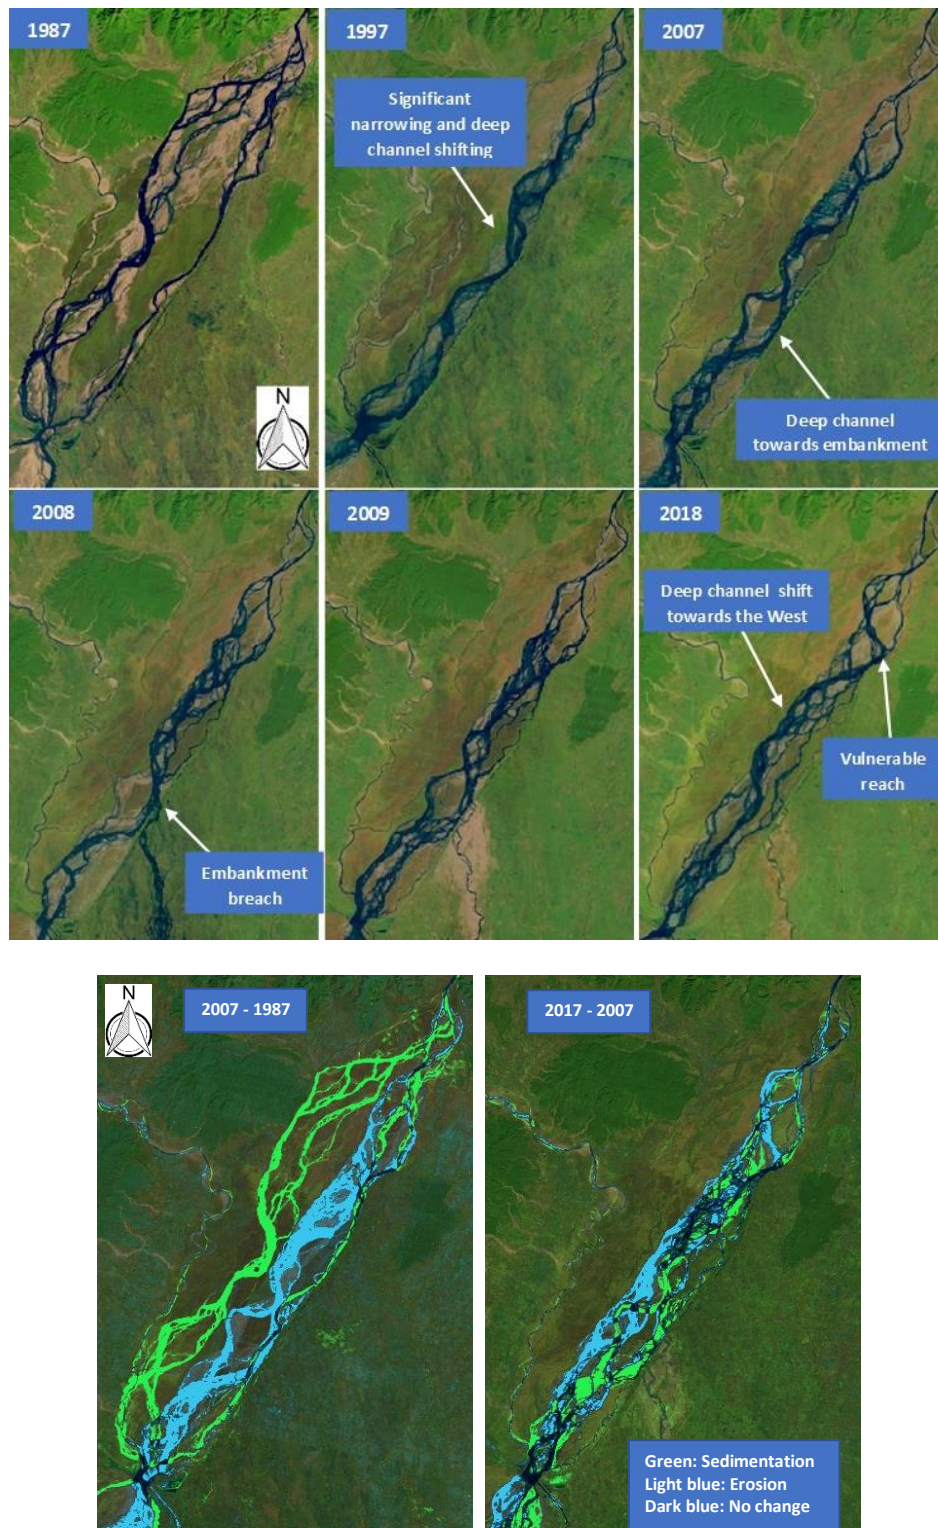 1987
1997
2007
Significant
narrowing and deep
channel shifting
N
Deep channel
towards embankment
2008
2009
2018
Deep channel shift
towards the West
Vulnerable
reach
Embankment
breach
N
2007 - 1987
2017 - 2007
Green: Sedimentation
Light blue: Erosion
Dark blue: No change